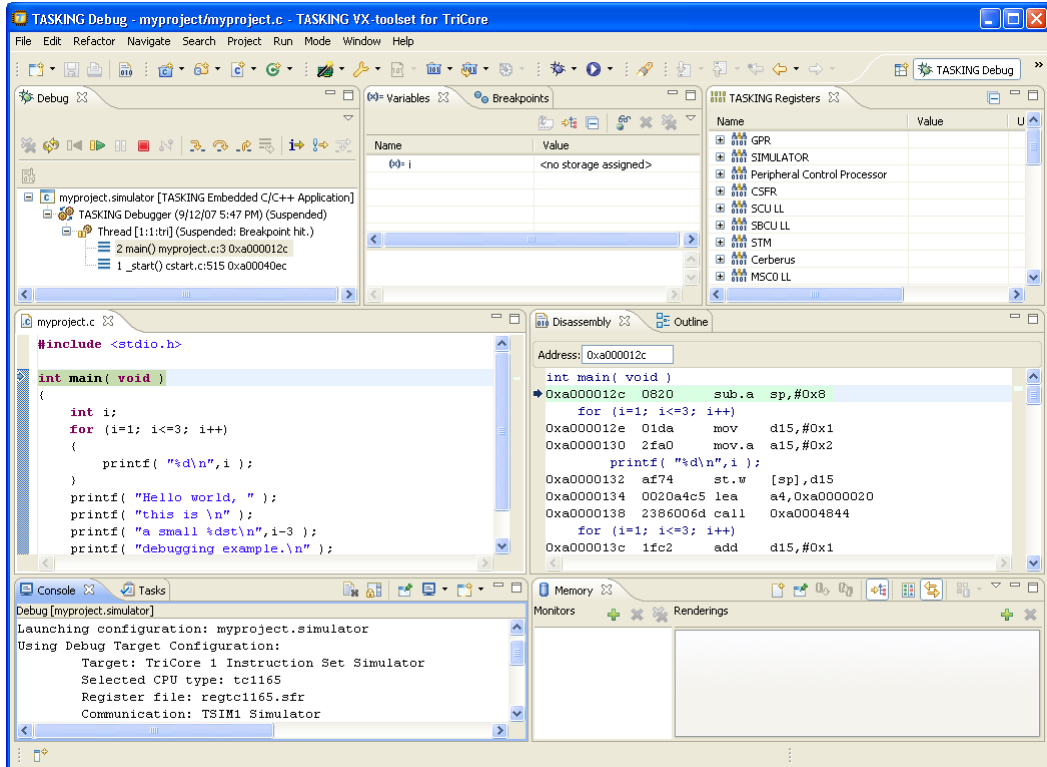 TASKING Debug - myproject/myproject.c - TASKING VX-toolset for TriCore
File Edit Refactor Navigate Search Project Run Mode Window Help
TASKING Debug
Debug
myproject.simulator [TASKING Embedded C/C++ Application]
TASKING Debugger (9/12/07 5:47 PM) (Suspended)
Thread [1:1:tri] (Suspended: Breakpoint hit.)
2 main() myproject.c:3 0xa000012c
1 _start() cstart.c:515 0xa00040ec
(x)= Variables Breakpoints
Name Value
(x)= i <no storage assigned>
TASKING Registers
Name Value U
GPR
SIMULATOR
Peripheral Control Processor
CSFR
SCU LL
SBCU LL
STM
Cerberus
MSC0 LL
myproject.c
#include <stdio.h>
int main( void )
{
int i;
for (i=1; i<=3; i++)
{
printf( "%d\n",i );
}
printf( "Hello world, " );
printf( "this is \n" );
printf( "a small %dst\n",i-3 );
printf( "debugging example.\n" );
Disassembly Outline
Address: 0xa000012c
int main( void )
0xa000012c 0820 sub.a sp,#0x8
for (i=1; i<=3; i++)
0xa000012e 01da mov d15,#0x1
0xa0000130 2fa0 mov.a a15,#0x2
printf( "%d\n",i );
0xa0000132 af74 st.w [sp],d15
0xa0000134 0020a4c5 lea a4,0xa0000020
0xa0000138 2386006d call 0xa0004844
for (i=1; i<=3; i++)
0xa000013c 1fc2 add d15,#0x1
Console Tasks
Debug [myproject.simulator]
Launching configuration: myproject.simulator
Using Debug Target Configuration:
Target: TriCore 1 Instruction Set Simulator
Selected CPU type: tc1165
Register file: regtc1165.sfr
Communication: TSIM1 Simulator
Memory
Monitors Renderings